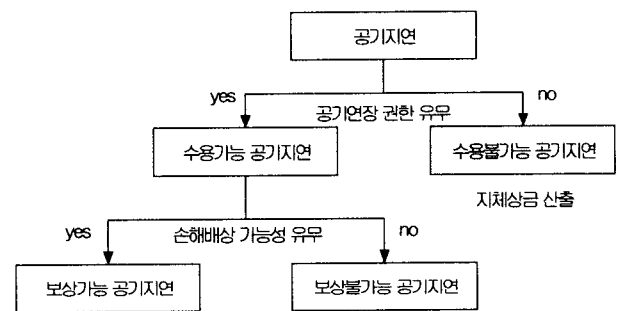 공기지연
yes
공기연장 권한 유무
no
수용가능 공기지연
수용불가능 공기지연
지체상금 산출
yes
손해배상 가능성 유무
no
보상가능 공기지연
보상불가능 공기지연